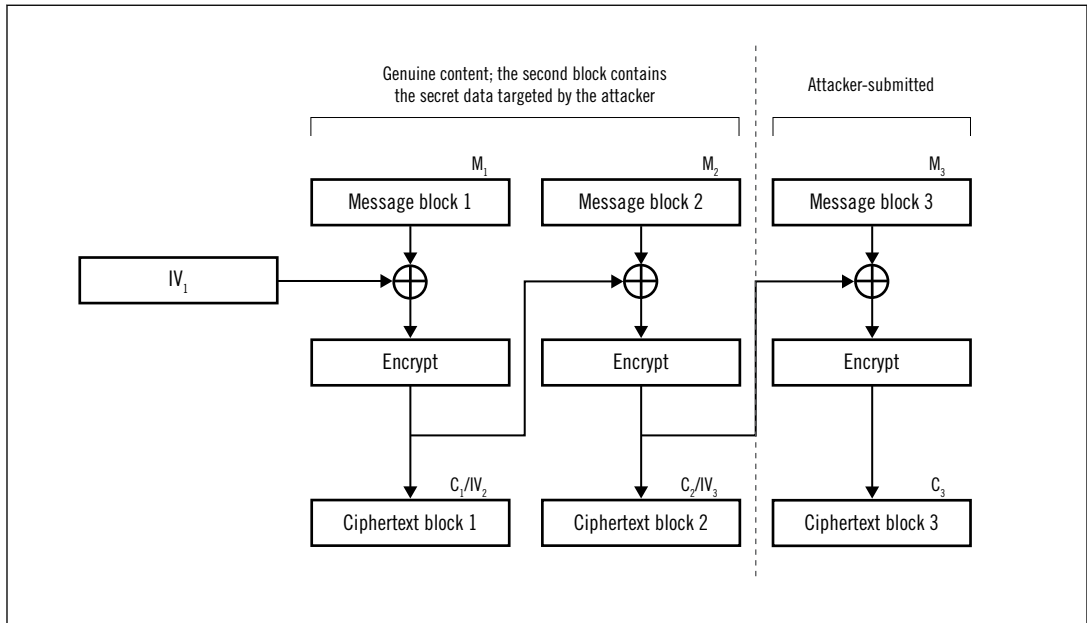 Genuine content; the second block contains
the secret data targeted by the attacker
Attacker-submitted
M₁
M₂
M₃
Message block 1
Message block 2
Message block 3
IV₁
Encrypt
Encrypt
Encrypt
C₁/IV₂
C₂/IV₃
C₃
Ciphertext block 1
Ciphertext block 2
Ciphertext block 3